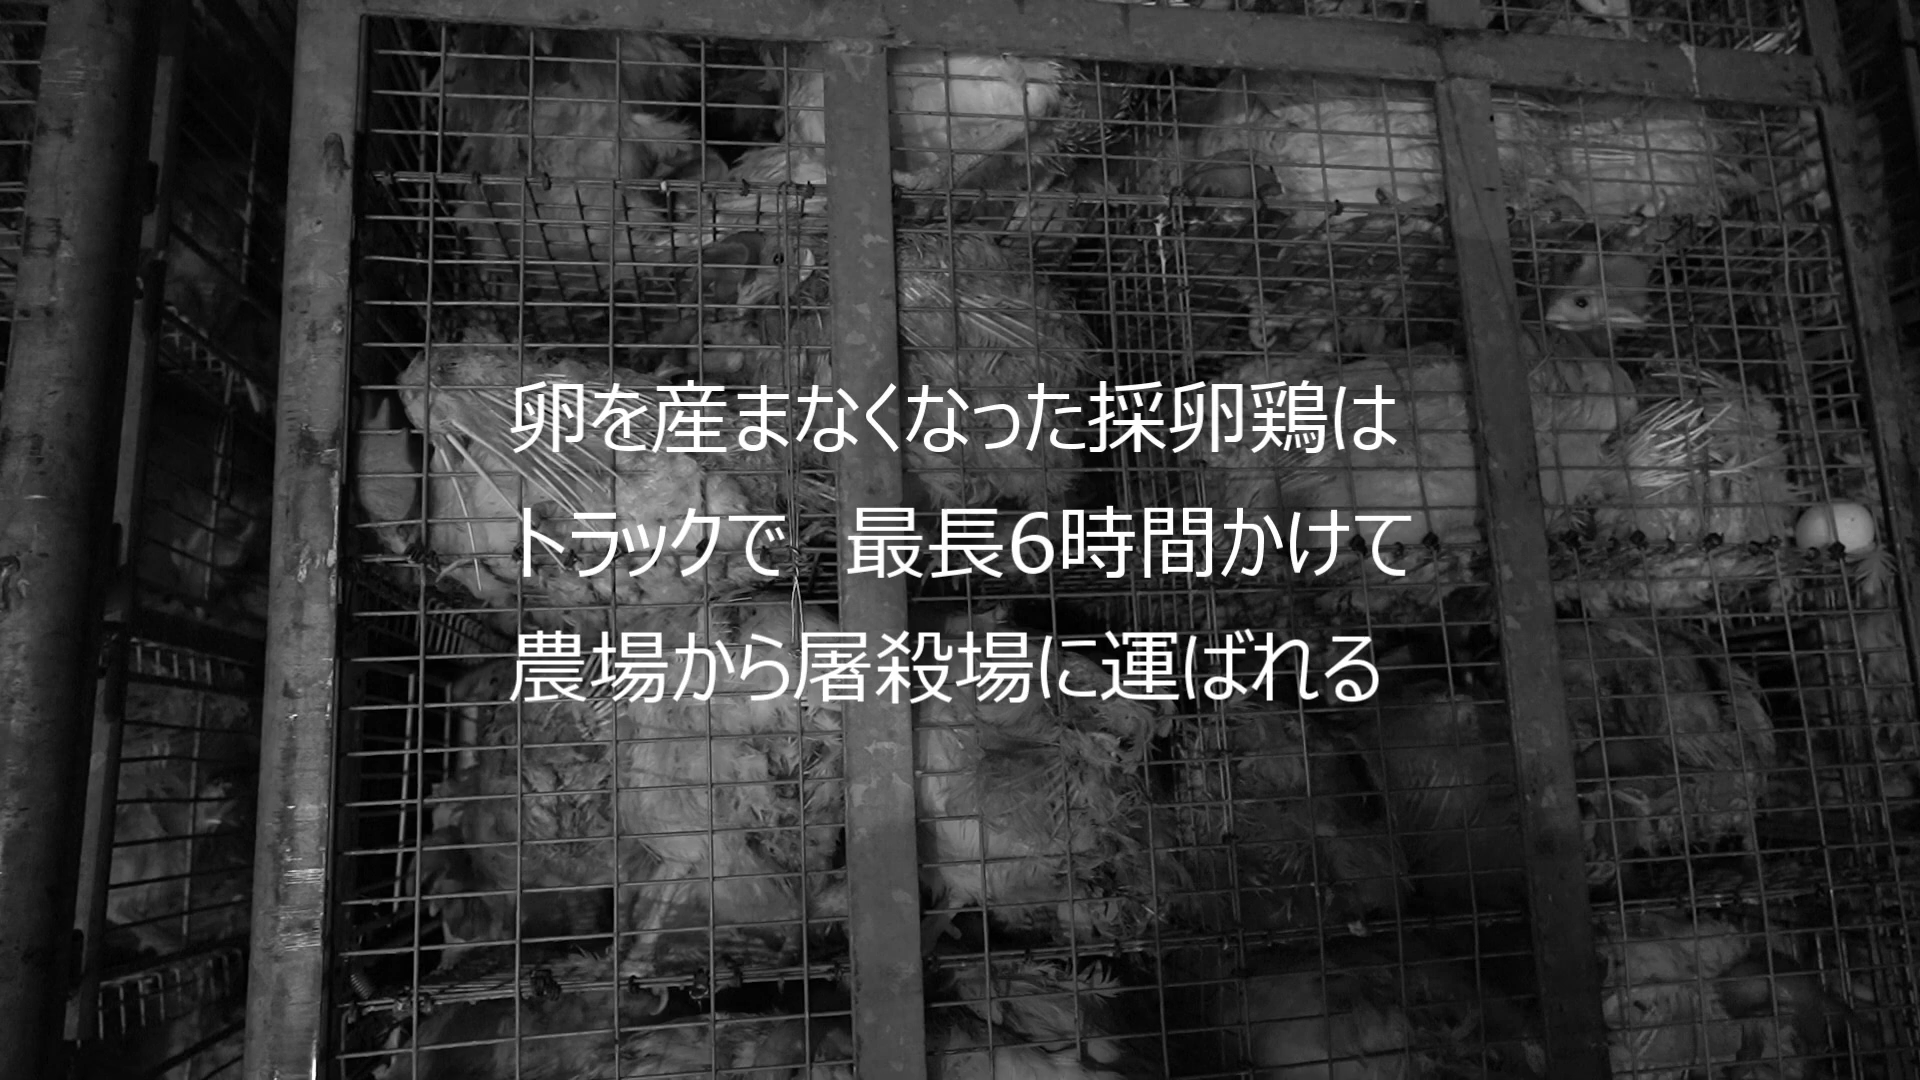 卵を産まなくなった採卵鶏は
トラックで　最長6時間かけて
農場から屠殺場に運ばれる